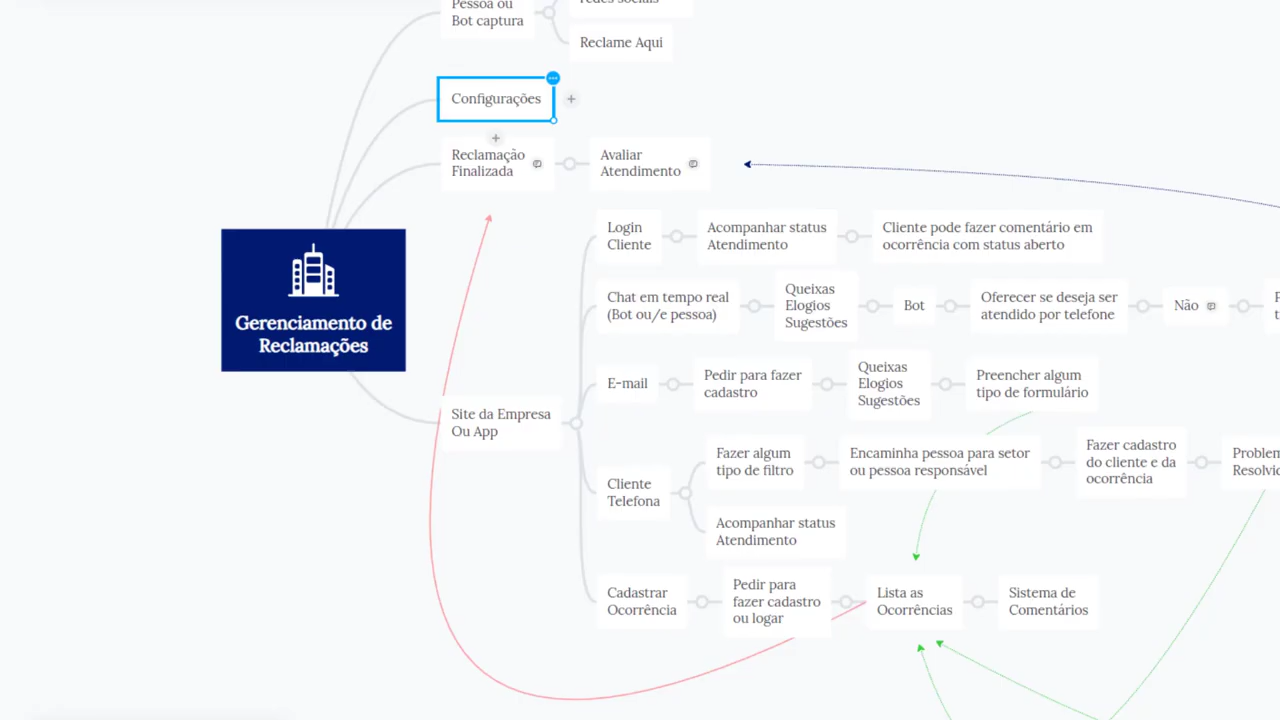 Pessoa ou
Bot captura
redes sociais
Reclame Aqui
Configurações
Reclamação
Finalizada
Avaliar
Atendimento
Gerenciamento de
Reclamações
Login
Cliente
Acompanhar status
Atendimento
Cliente pode fazer comentário em
ocorrência com status aberto
Chat em tempo real
(Bot ou/e pessoa)
Queixas
Elogios
Sugestões
Bot
Oferecer se deseja ser
atendido por telefone
Não
E-mail
Pedir para fazer
cadastro
Queixas
Elogios
Sugestões
Preencher algum
tipo de formulário
Site da Empresa
Ou App
Cliente
Telefona
Fazer algum
tipo de filtro
Encaminha pessoa para setor
ou pessoa responsável
Fazer cadastro
do cliente e da
ocorrência
Acompanhar status
Atendimento
Cadastrar
Ocorrência
Pedir para
fazer cadastro
ou logar
Lista as
Ocorrências
Sistema de
Comentários